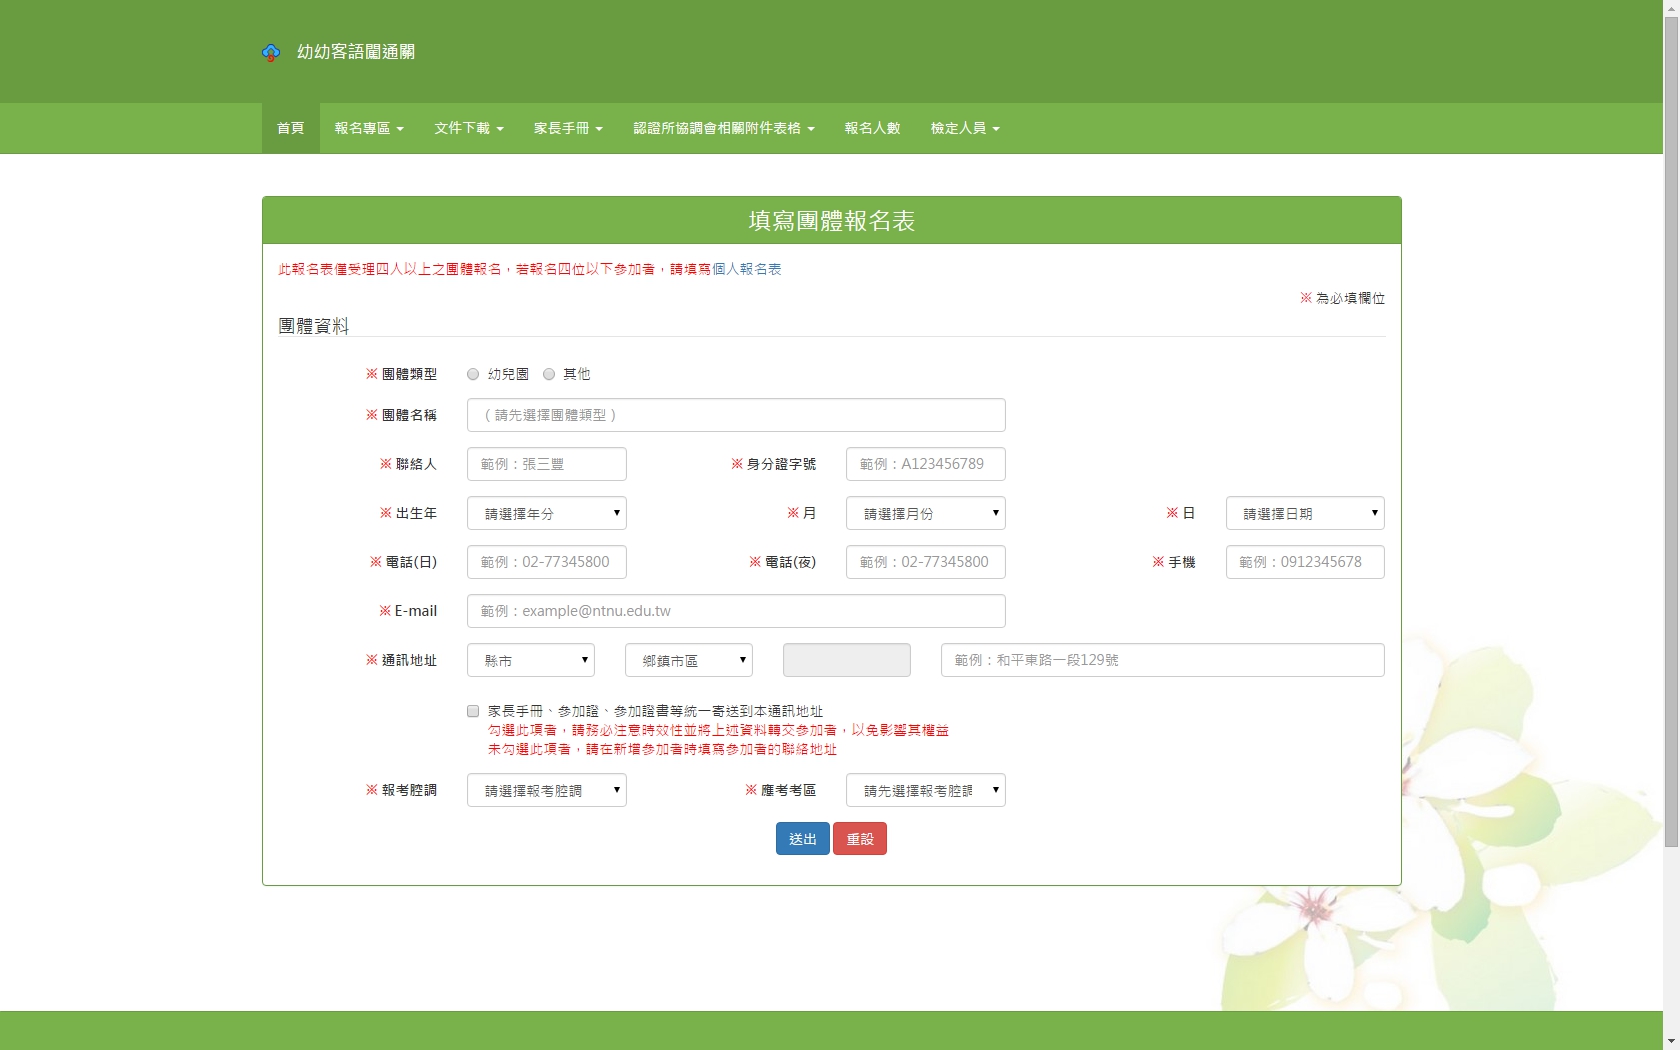 幼幼客語闖通關
首頁 報名專區 文件下載 家長手冊 認證所協調會相關附件表格 報名人數 檢定人員
填寫團體報名表
此報名表僅受理四人以上之團體報名，若報名四位以下參加者，請填寫個人報名表
※ 為必填欄位
團體資料
※ 團體類型 幼兒園 其他
※ 團體名稱 （請先選擇團體類型）
※ 聯絡人 範例：張三豐 ※ 身分證字號 範例：A123456789
※ 出生年 請選擇年分 ※ 月 請選擇月份 ※ 日 請選擇日期
※ 電話(日) 範例：02-77345800 ※ 電話(夜) 範例：02-77345800 ※ 手機 範例：0912345678
※ E-mail 範例：example@ntnu.edu.tw
※ 通訊地址 縣市 鄉鎮市區 範例：和平東路一段129號
家長手冊、參加證、參加證書等統一寄送到本通訊地址
勾選此項者，請務必注意時效性並將上述資料轉交參加者，以免影響其權益
未勾選此項者，請在新增參加者時填寫參加者的聯絡地址
※ 報考腔調 請選擇報考腔調 ※ 應考考區 請先選擇報考腔調
送出 重設